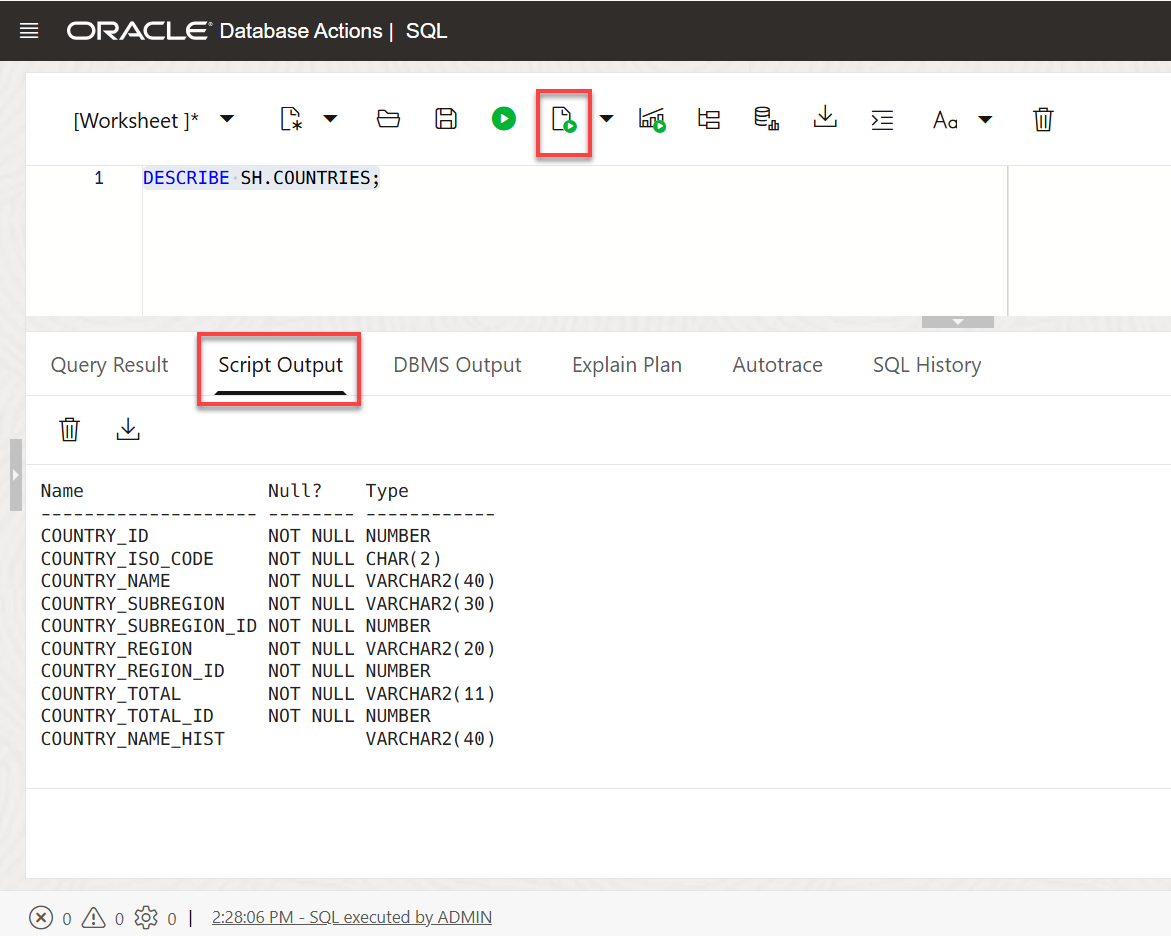 ORACLE® Database Actions | SQL
[Worksheet ]* Aa
1 DESCRIBE SH.COUNTRIES;
Query Result Script Output DBMS Output Explain Plan Autotrace SQL History
Name                 Null?    Type
-------------------- -------- ------------
COUNTRY_ID           NOT NULL NUMBER
COUNTRY_ISO_CODE     NOT NULL CHAR(2)
COUNTRY_NAME         NOT NULL VARCHAR2(40)
COUNTRY_SUBREGION    NOT NULL VARCHAR2(30)
COUNTRY_SUBREGION_ID NOT NULL NUMBER
COUNTRY_REGION       NOT NULL VARCHAR2(20)
COUNTRY_REGION_ID    NOT NULL NUMBER
COUNTRY_TOTAL        NOT NULL VARCHAR2(11)
COUNTRY_TOTAL_ID     NOT NULL NUMBER
COUNTRY_NAME_HIST             VARCHAR2(40)
0 0 0 | 2:28:06 PM - SQL executed by ADMIN